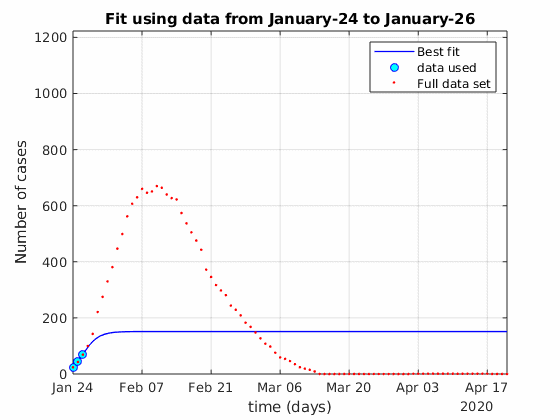 Fit using data from January-24 to January-26
Best fit
data used
Full data set
Number of cases
1200
1000
800
600
400
200
0
Jan 24 Feb 07 Feb 21 Mar 06 Mar 20 Apr 03 Apr 17
2020
time (days)